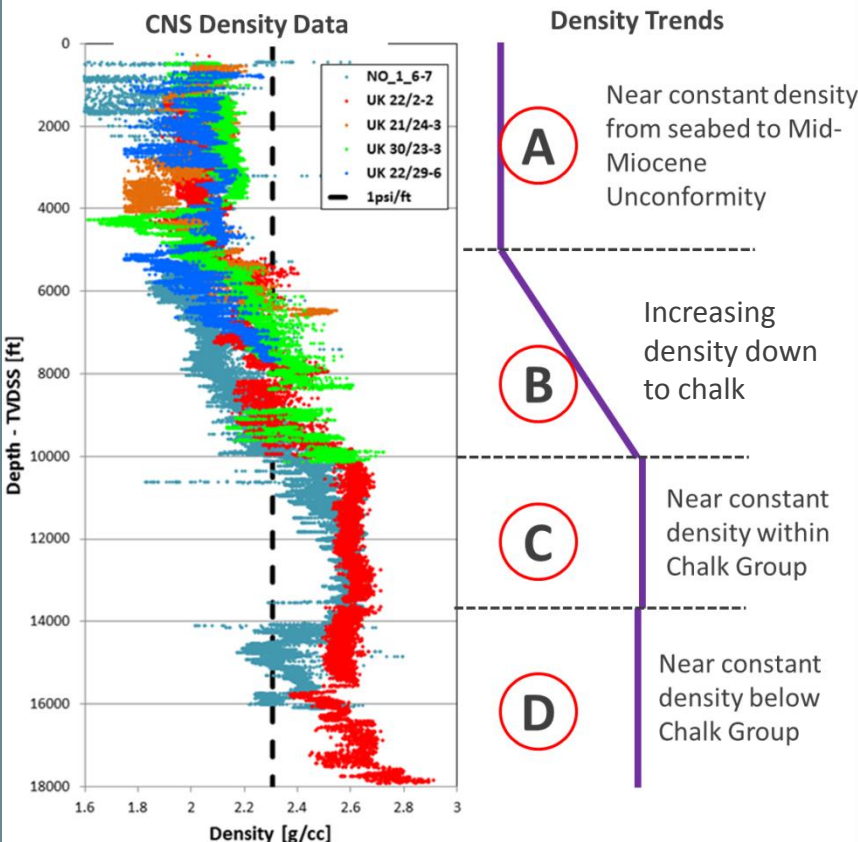 CNS Density Data
0
2000
4000
6000
8000
10000
12000
14000
16000
18000
Depth - TVDSS [ft]
1.6
1.8
2
2.2
2.4
2.6
2.8
3
Density [g/cc]
NO_1_6-7
UK 22/2-2
UK 21/24-3
UK 30/23-3
UK 22/29-6
1psi/ft
Density Trends
A
Near constant density
from seabed to Mid-
Miocene
Unconformity
B
Increasing
density down
to chalk
C
Near constant
density within
Chalk Group
D
Near constant
density below
Chalk Group